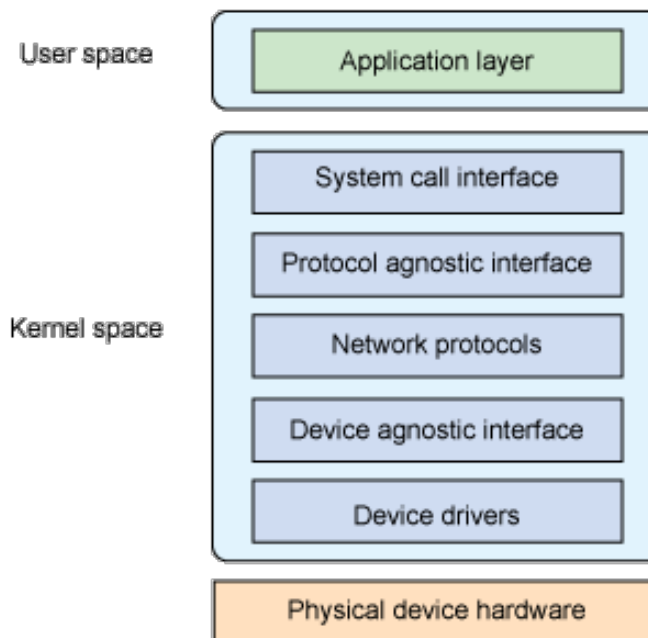 User space
Application layer
System call interface
Protocol agnostic interface
Kernel space
Network protocols
Device agnostic interface
Device drivers
Physical device hardware